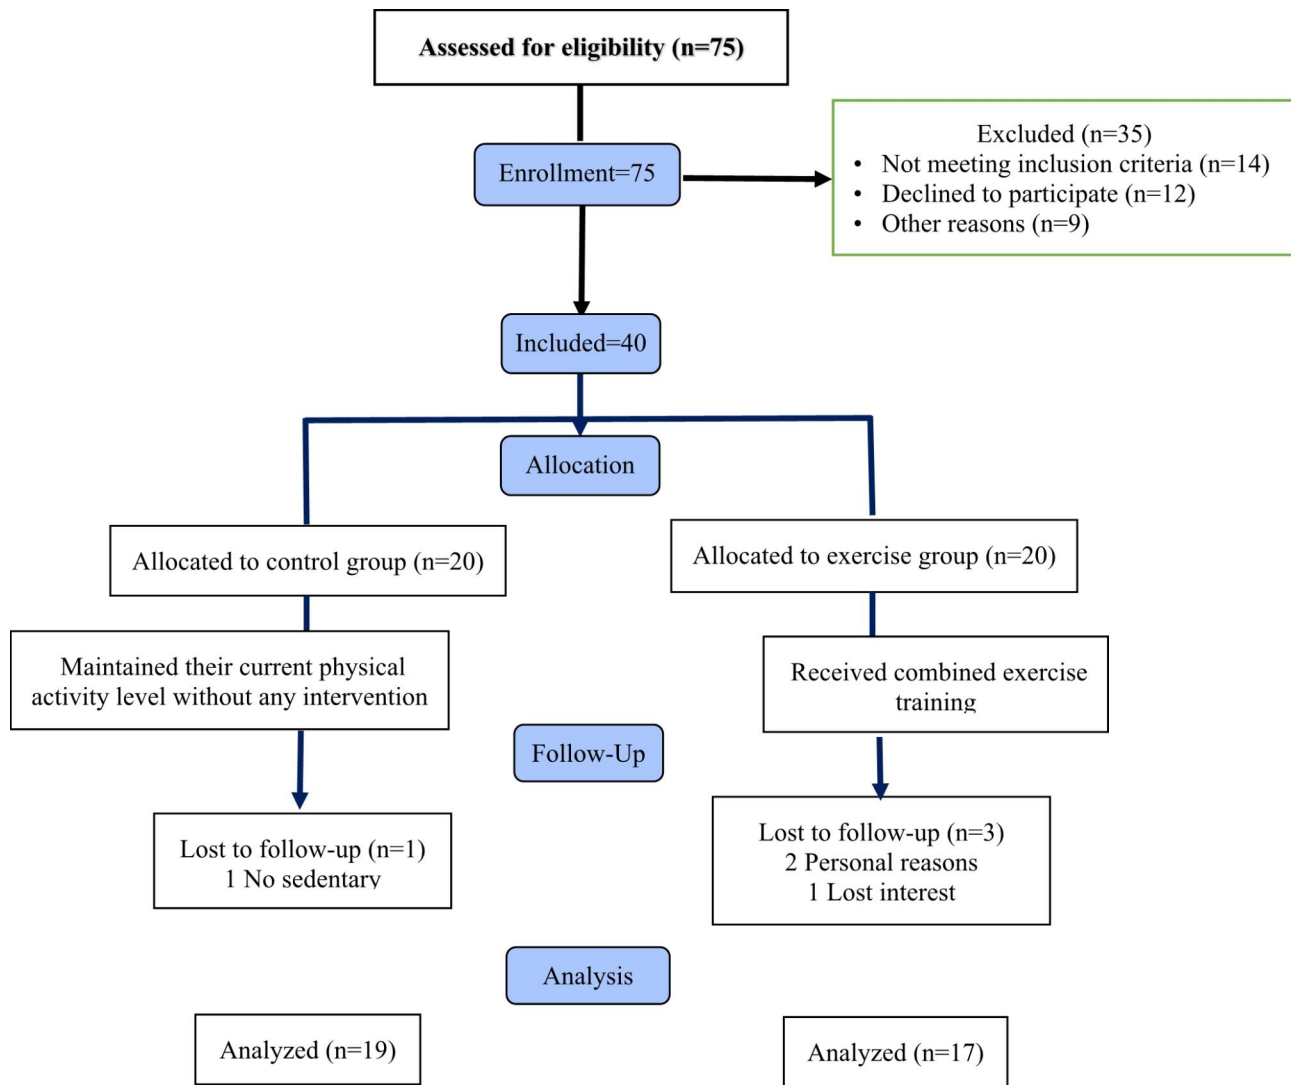 Assessed for eligibility (n=75)
Enrollment=75
Excluded (n=35)
• Not meeting inclusion criteria (n=14)
• Declined to participate (n=12)
• Other reasons (n=9)
Included=40
Allocation
Allocated to control group (n=20)
Allocated to exercise group (n=20)
Maintained their current physical
activity level without any intervention
Received combined exercise
training
Follow-Up
Lost to follow-up (n=1)
1 No sedentary
Lost to follow-up (n=3)
2 Personal reasons
1 Lost interest
Analysis
Analyzed (n=19)
Analyzed (n=17)